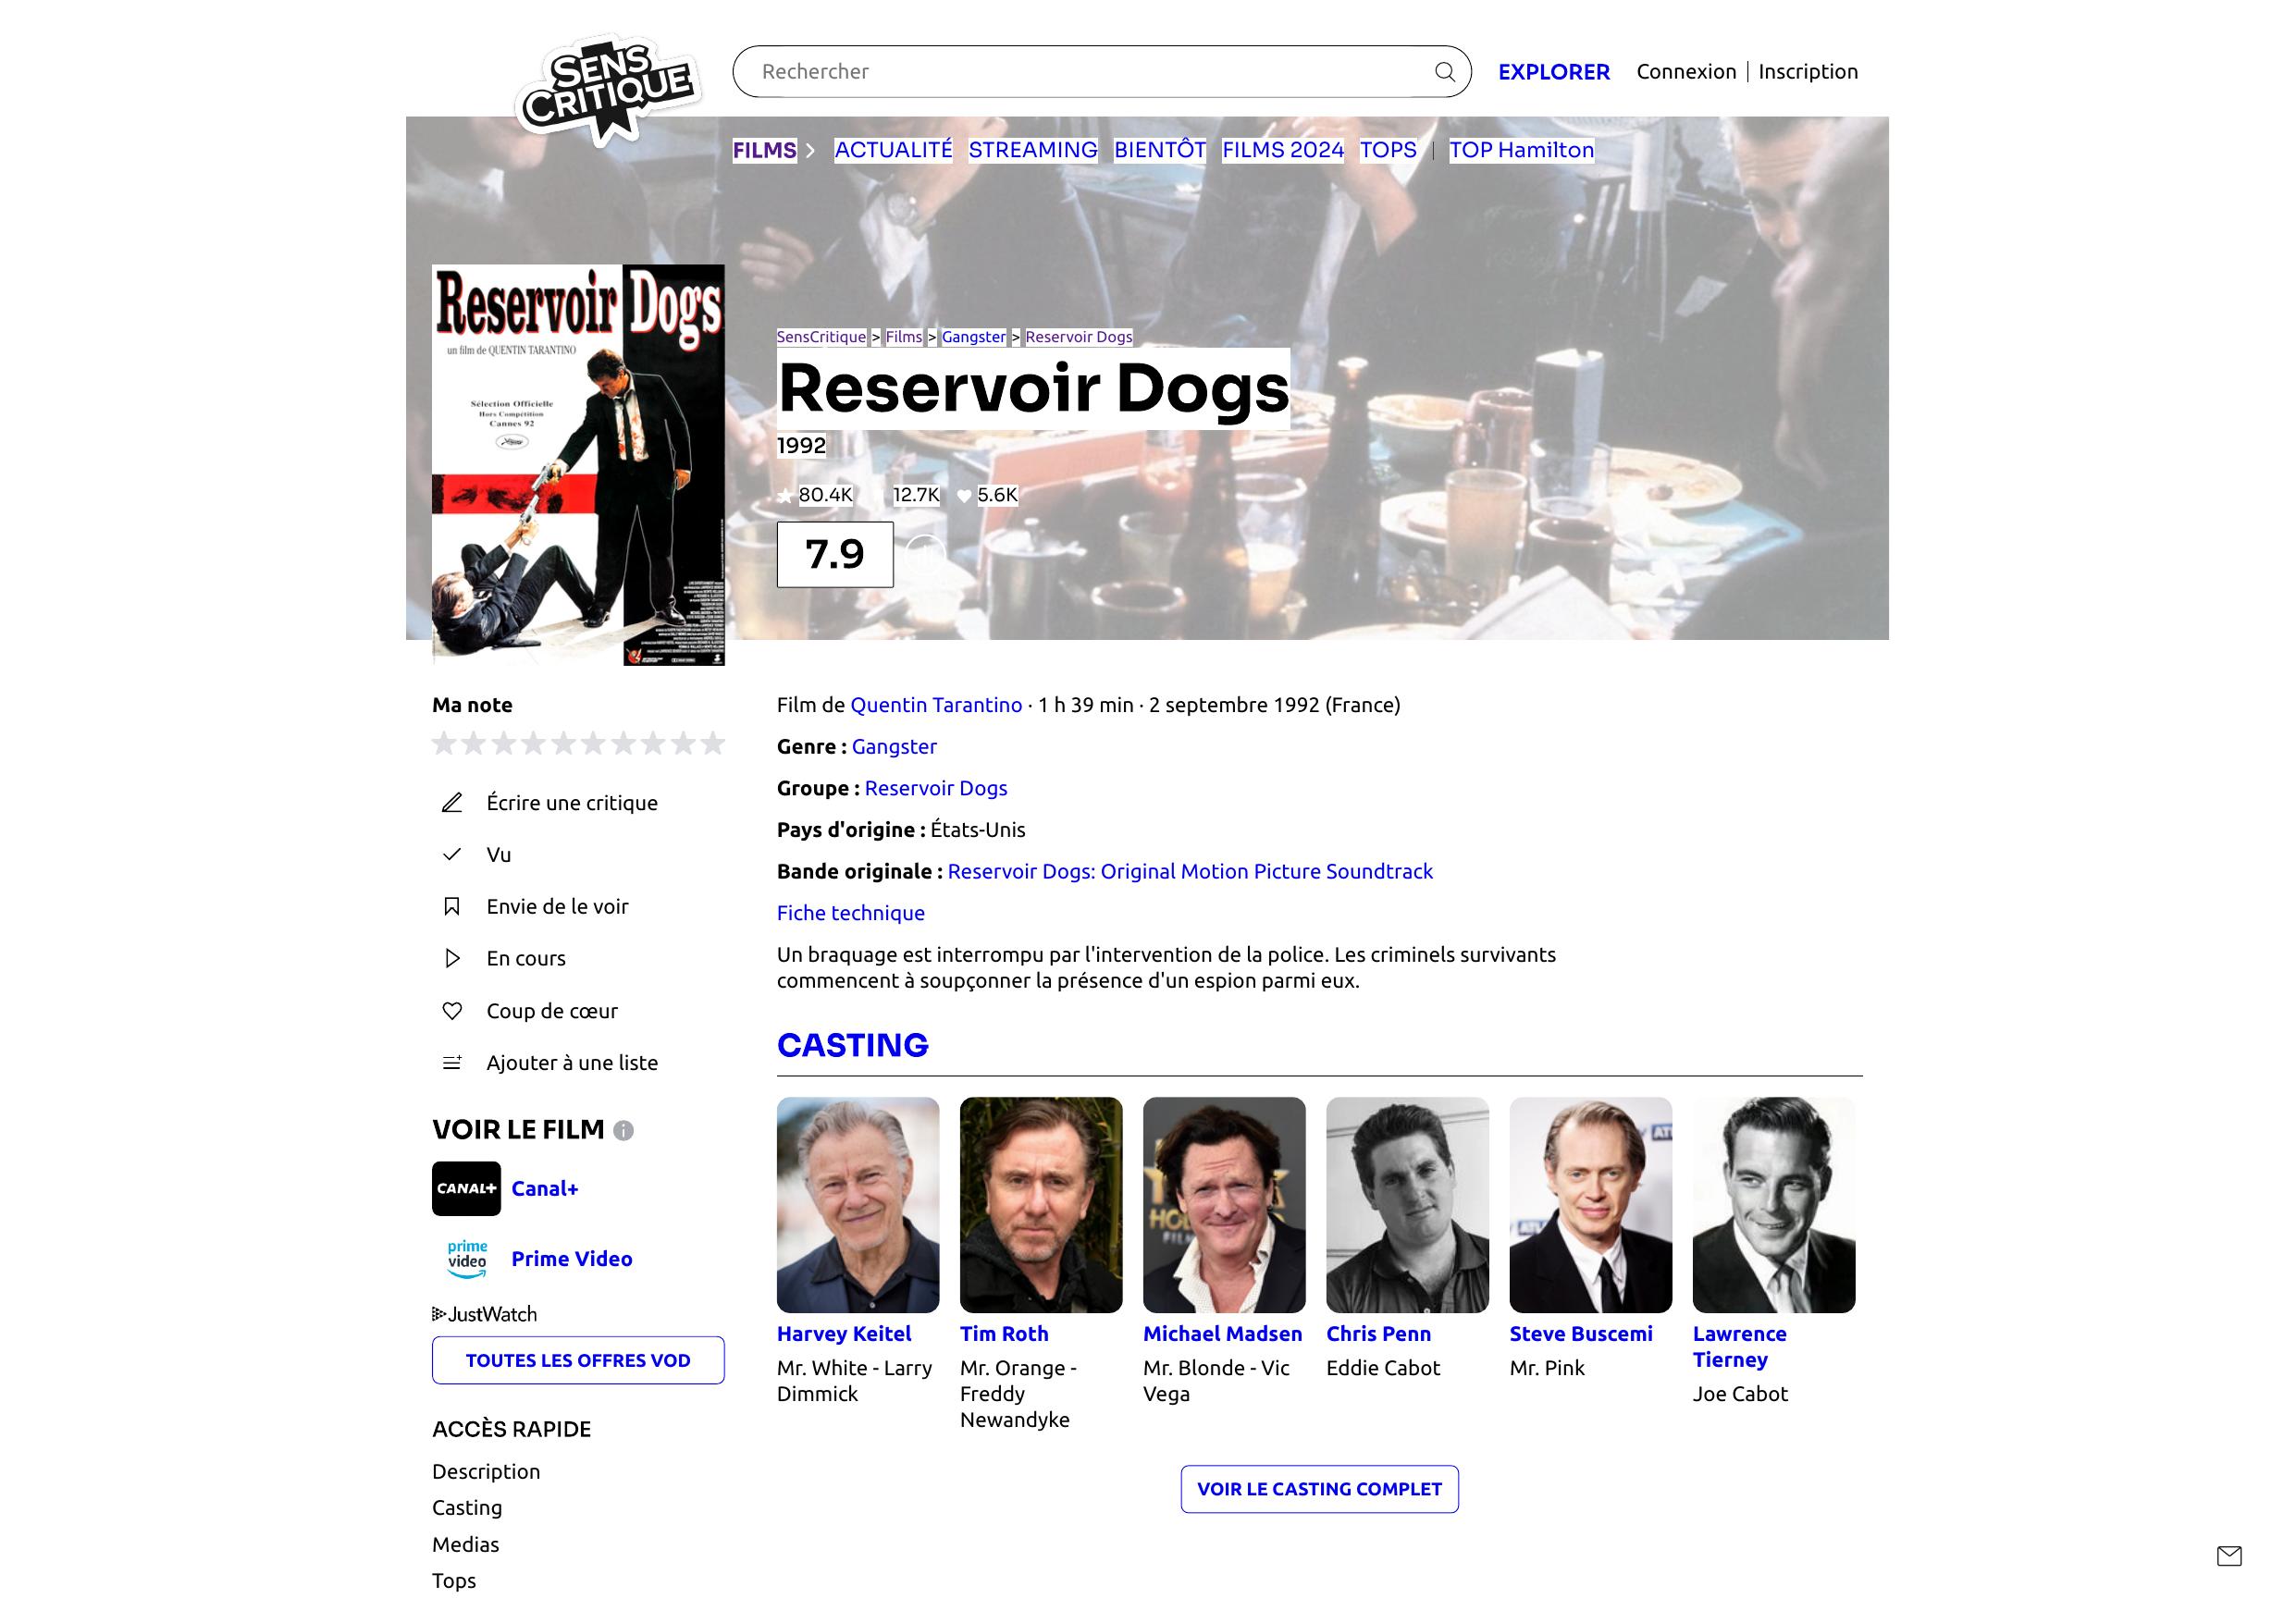 SENS CRITIQUE
Rechercher
EXPLORER
Connexion | Inscription
FILMS
ACTUALITÉ
STREAMING
BIENTÔT
FILMS 2024
TOPS
TOP Hamilton
Reservoir Dogs
un film de QUENTIN TARANTINO
Sélection Officielle
Hors Compétition
Cannes 92
SensCritique > Films > Gangster > Reservoir Dogs
Reservoir Dogs
1992
80.4K 12.7K 5.6K
7.9
Ma note
Écrire une critique
Vu
Envie de le voir
En cours
Coup de cœur
Ajouter à une liste
VOIR LE FILM
CANAL+ Canal+
prime video Prime Video
JustWatch
TOUTES LES OFFRES VOD
ACCÈS RAPIDE
Description
Casting
Medias
Tops
Film de Quentin Tarantino · 1 h 39 min · 2 septembre 1992 (France)
Genre : Gangster
Groupe : Reservoir Dogs
Pays d'origine : États-Unis
Bande originale : Reservoir Dogs: Original Motion Picture Soundtrack
Fiche technique
Un braquage est interrompu par l'intervention de la police. Les criminels survivants
commencent à soupçonner la présence d'un espion parmi eux.
CASTING
Harvey Keitel
Mr. White - Larry
Dimmick
Tim Roth
Mr. Orange -
Freddy
Newandyke
Michael Madsen
Mr. Blonde - Vic
Vega
Chris Penn
Eddie Cabot
Steve Buscemi
Mr. Pink
Lawrence
Tierney
Joe Cabot
VOIR LE CASTING COMPLET